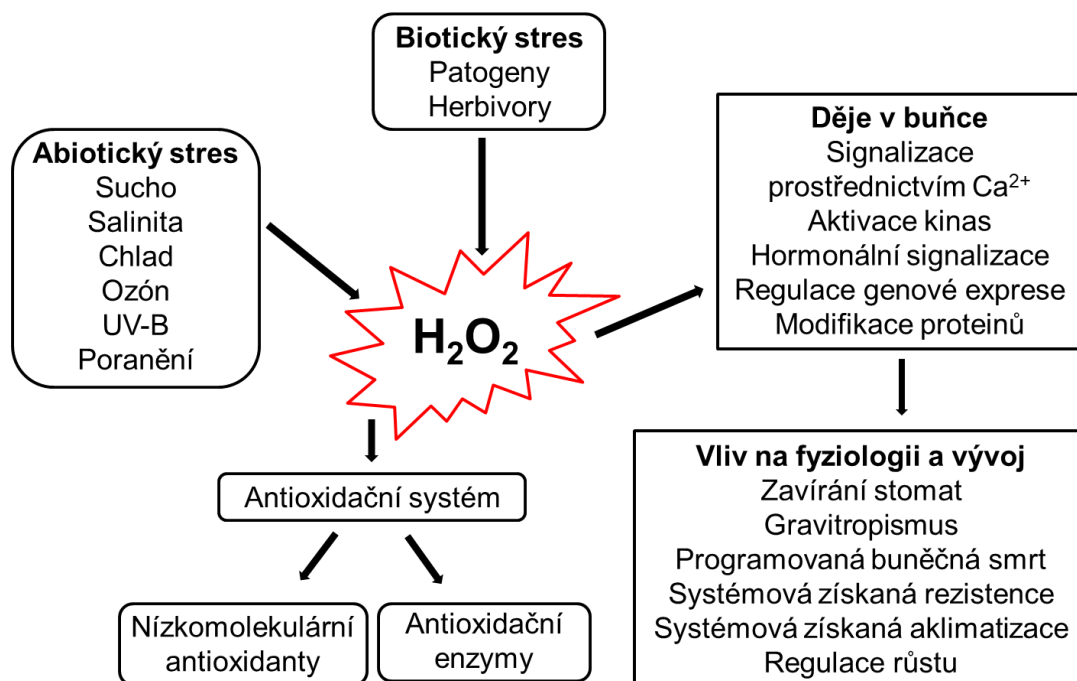 Biotický stres
Patogeny
Herbivory
Abiotický stres
Sucho
Salinita
Chlad
Ozón
UV-B
Poranění
H₂O₂
Děje v buňce
Signalizace
prostřednictvím Ca²⁺
Aktivace kinas
Hormonální signalizace
Regulace genové exprese
Modifikace proteinů
Antioxidační systém
Nízkomolekulární
antioxidanty
Antioxidační
enzymy
Vliv na fyziologii a vývoj
Zavírání stomat
Gravitropismus
Programovaná buněčná smrt
Systémová získaná rezistence
Systémová získaná aklimatizace
Regulace růstu